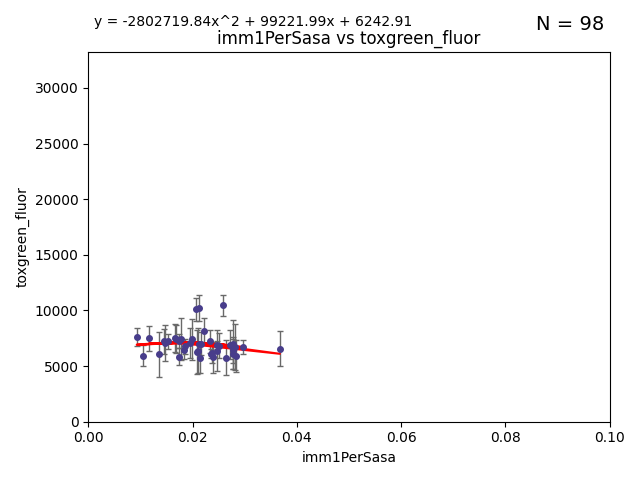 y = -2802719.84x^2 + 99221.99x + 6242.91
N = 98
imm1PerSasa vs toxgreen_fluor
30000
25000
20000
15000
10000
5000
0
toxgreen_fluor
0.00 0.02 0.04 0.06 0.08 0.10
imm1PerSasa